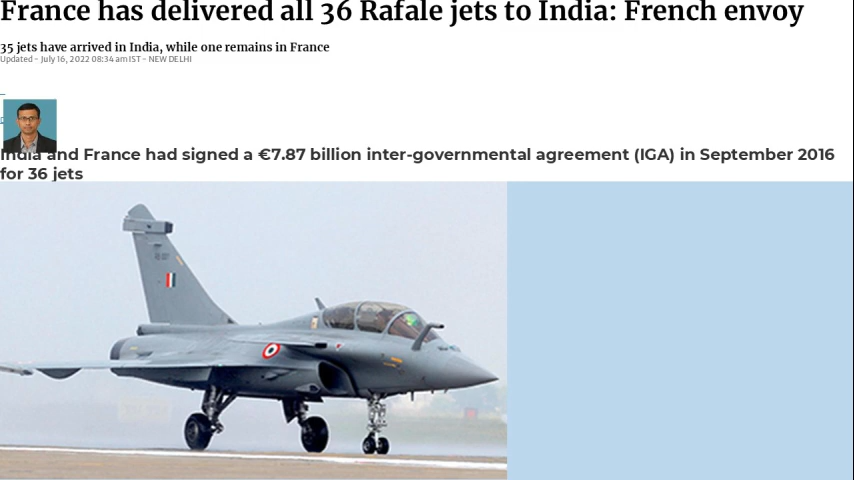 France has delivered all 36 Rafale jets to India: French envoy
35 jets have arrived in India, while one remains in France
Updated - July 16, 2022 08:34 am IST - NEW DELHI
India and France had signed a €7.87 billion inter-governmental agreement (IGA) in September 2016
for 36 jets